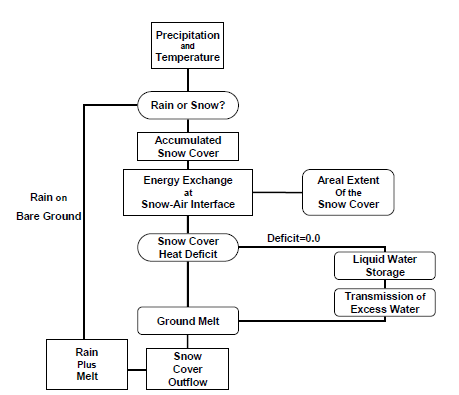 Precipitation
and
Temperature
Rain or Snow?
Accumulated
Snow Cover
Energy Exchange
at
Snow-Air Interface
Areal Extent
Of the
Snow Cover
Rain on
Bare Ground
Snow Cover
Heat Deficit
Deficit=0.0
Liquid Water
Storage
Transmission of
Excess Water
Ground Melt
Rain
Plus
Melt
Snow
Cover
Outflow